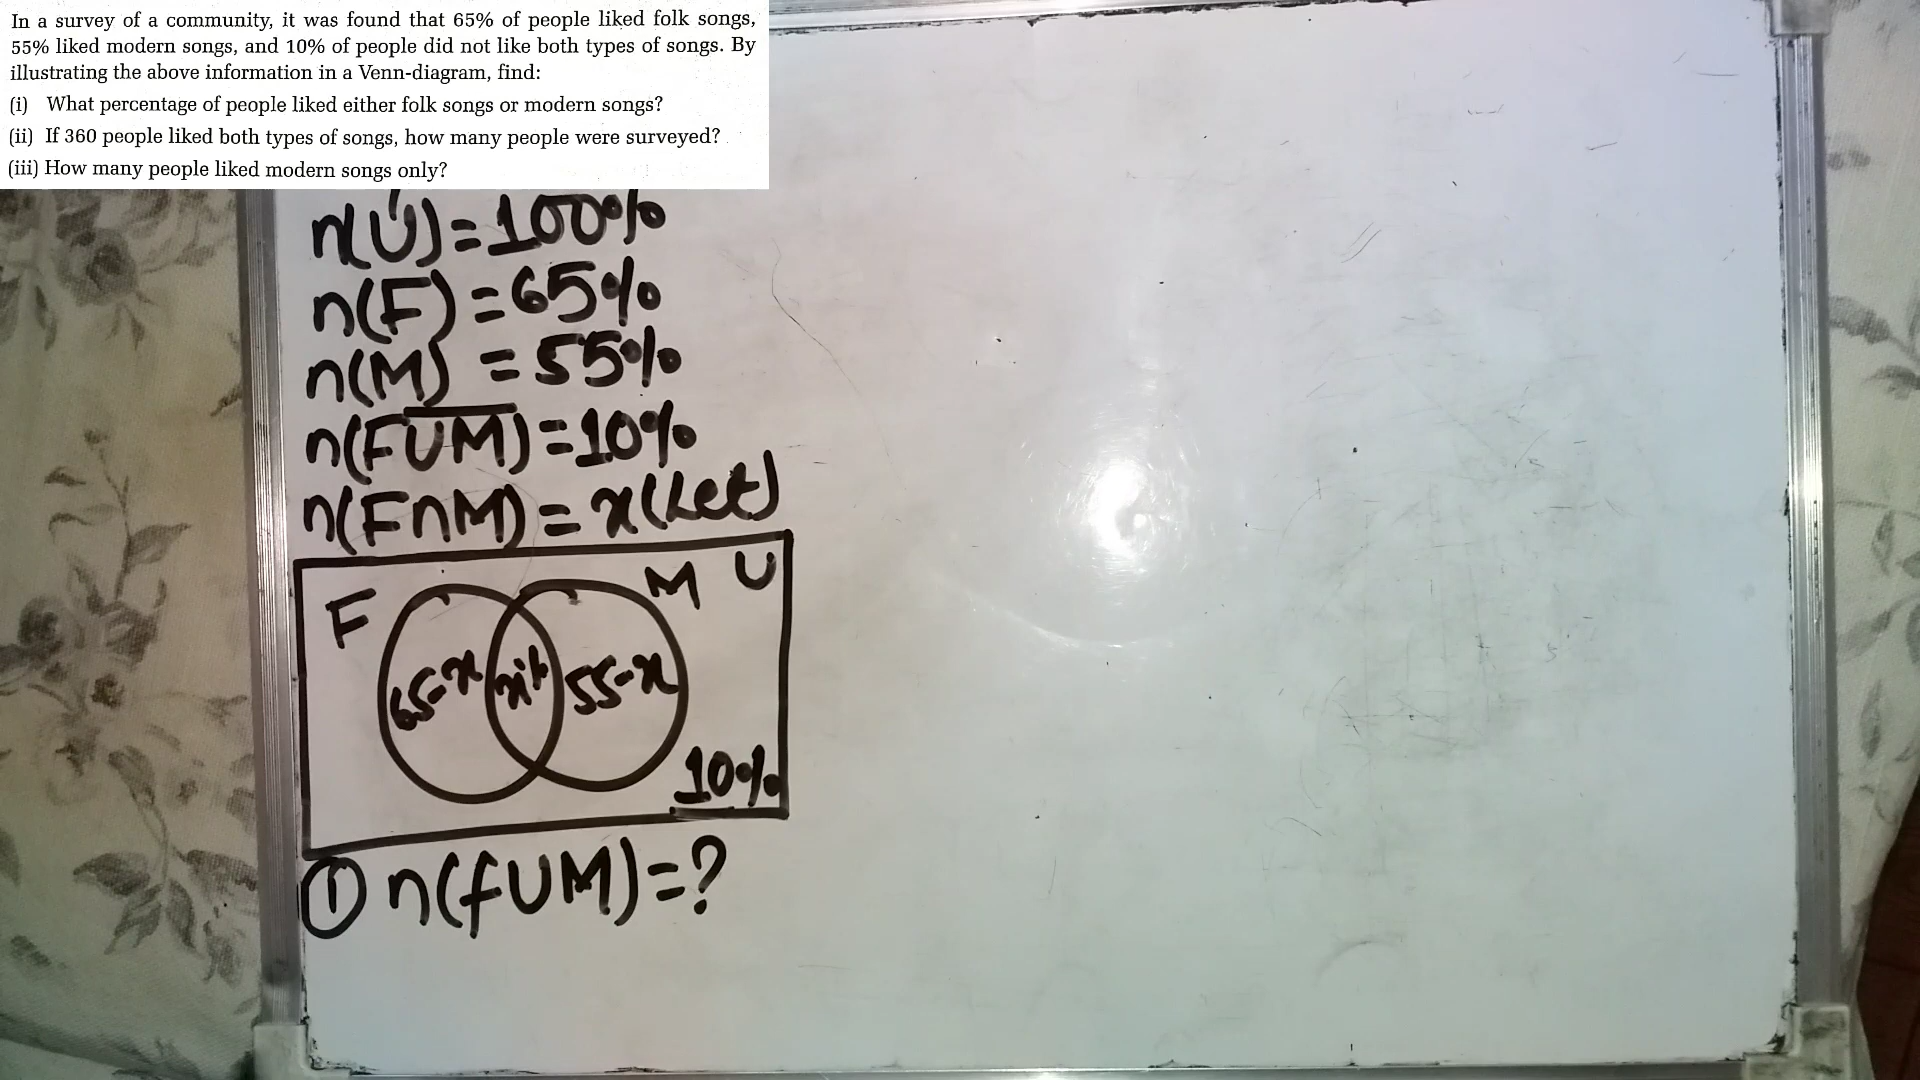 In a survey of a community, it was found that 65% of people liked folk songs,
55% liked modern songs, and 10% of people did not like both types of songs. By
illustrating the above information in a Venn-diagram, find:
(i) What percentage of people liked either folk songs or modern songs?
(ii) If 360 people liked both types of songs, how many people were surveyed?
(iii) How many people liked modern songs only?
n(U)=100%
n(F)=65%
n(M)=55%
n(F̅U̅M̅)=10%
n(F∩M)=x(Let)
F M U
65-x x% 55-x
10%
① n(fUM)=?